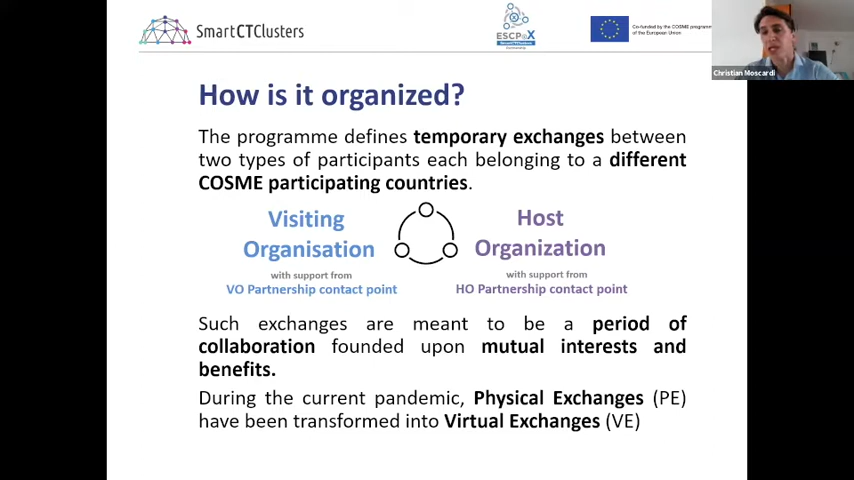 SmartCTClusters
ESCP@X
Co-funded by the COSME programm
of the European Union
Christian Moscardi
How is it organized?
The programme defines temporary exchanges between
two types of participants each belonging to a different
COSME participating countries.
Visiting
Organisation
with support from
VO Partnership contact point
Host
Organization
with support from
HO Partnership contact point
Such exchanges are meant to be a period of
collaboration founded upon mutual interests and
benefits.
During the current pandemic, Physical Exchanges (PE)
have been transformed into Virtual Exchanges (VE)